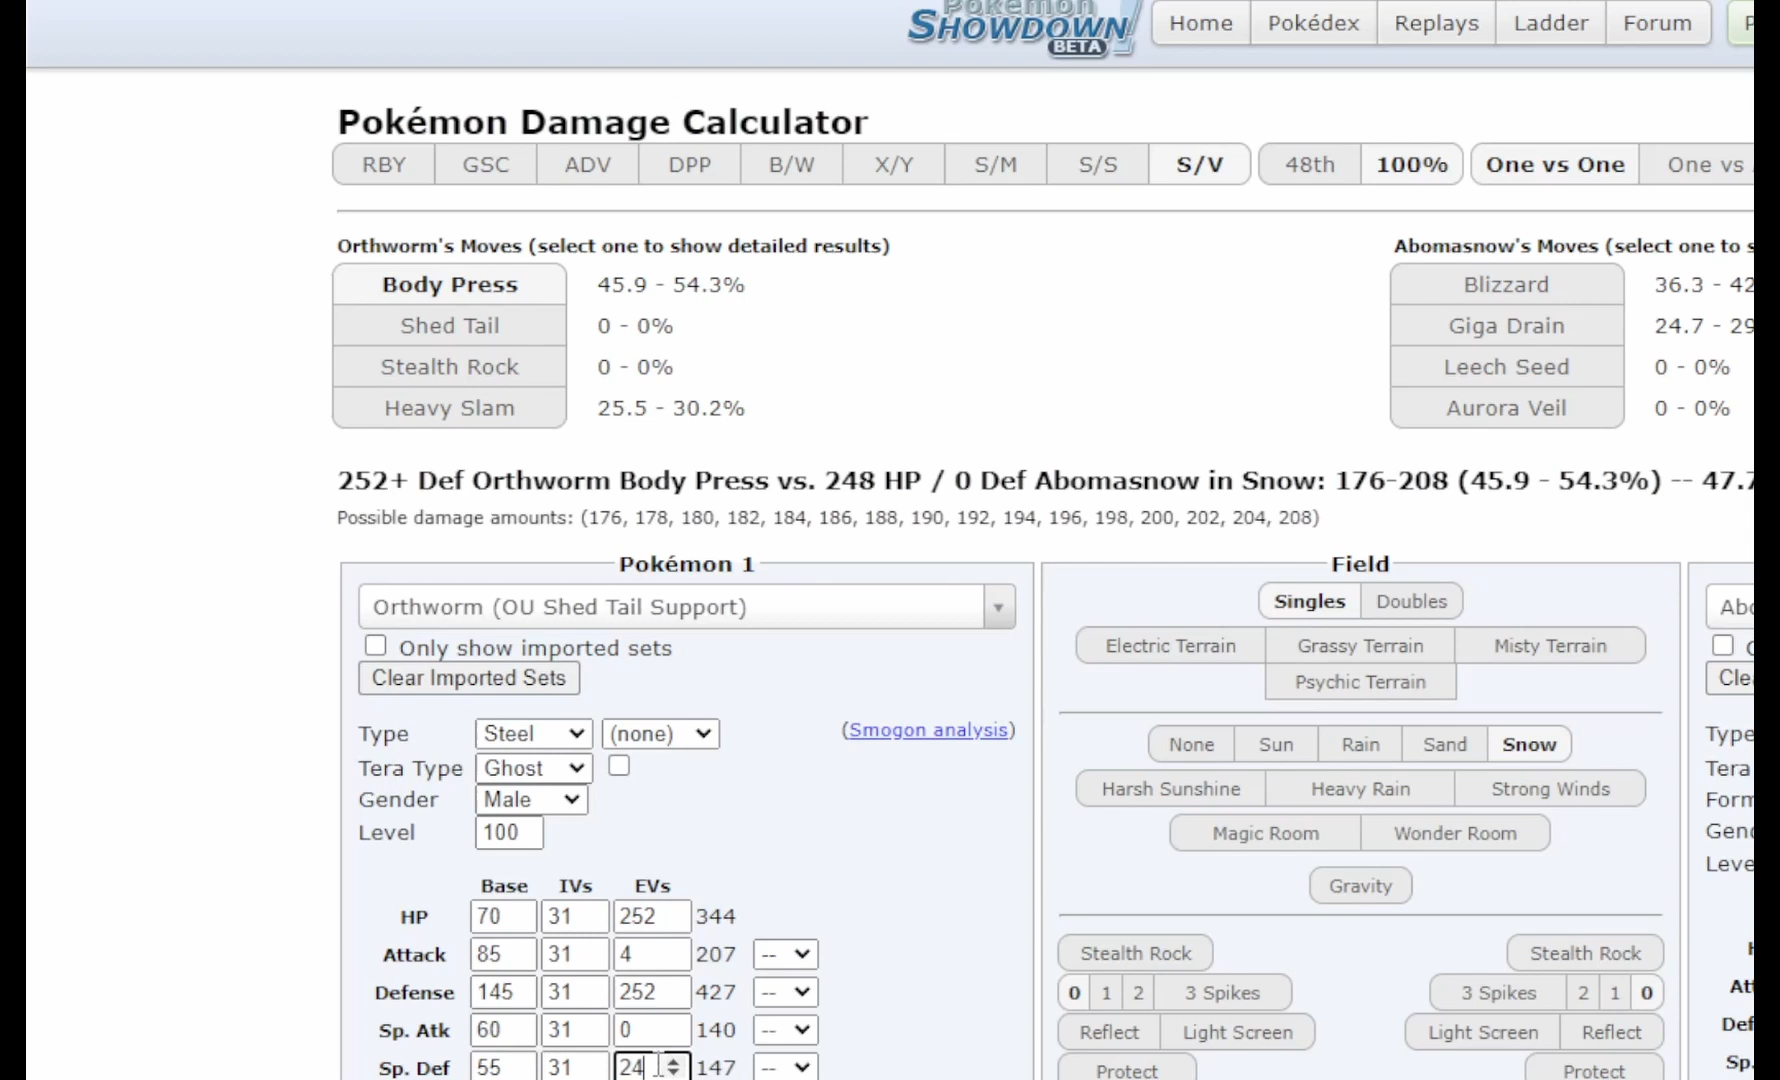 Pokémon
SHOWDOWN!
BETA
Home Pokédex Replays Ladder Forum P
Pokémon Damage Calculator
RBY GSC ADV DPP B/W X/Y S/M S/S S/V 48th 100% One vs One One vs
Orthworm's Moves (select one to show detailed results) Abomasnow's Moves (select one to s
Body Press 45.9 - 54.3% Blizzard 36.3 - 42
Shed Tail 0 - 0% Giga Drain 24.7 - 29
Stealth Rock 0 - 0% Leech Seed 0 - 0%
Heavy Slam 25.5 - 30.2% Aurora Veil 0 - 0%
252+ Def Orthworm Body Press vs. 248 HP / 0 Def Abomasnow in Snow: 176-208 (45.9 - 54.3%) -- 47.7
Possible damage amounts: (176, 178, 180, 182, 184, 186, 188, 190, 192, 194, 196, 198, 200, 202, 204, 208)
Pokémon 1 Field
Orthworm (OU Shed Tail Support) Singles Doubles Abo
Only show imported sets Electric Terrain Grassy Terrain Misty Terrain
Clear Imported Sets Psychic Terrain Cle
Type Steel (none) (Smogon analysis) None Sun Rain Sand Snow Type
Tera Type Ghost Tera
Gender Male Harsh Sunshine Heavy Rain Strong Winds Form
Level 100 Magic Room Wonder Room Gend
Leve
Base IVs EVs Gravity
HP 70 31 252 344
Attack 85 31 4 207 -- Stealth Rock Stealth Rock H
Defense 145 31 252 427 -- 0 1 2 3 Spikes 3 Spikes 2 1 0 Att
Sp. Atk 60 31 0 140 -- Reflect Light Screen Light Screen Reflect Def
Sp. Def 55 31 24 147 -- Protect Protect Sp.